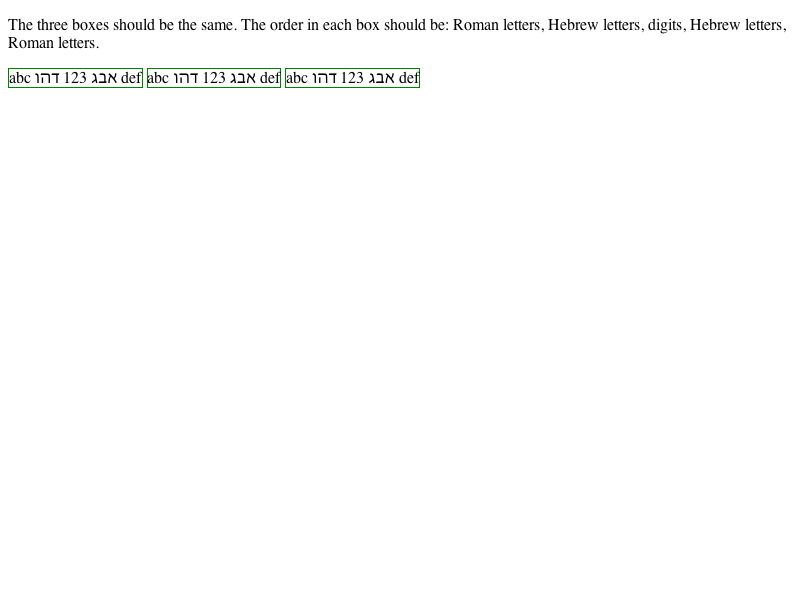 The three boxes should be the same. The order in each box should be: Roman letters, Hebrew letters, digits, Hebrew letters,
Roman letters.
abc אבג 123 דהו def abc אבג 123 דהו def abc אבג 123 דהו def